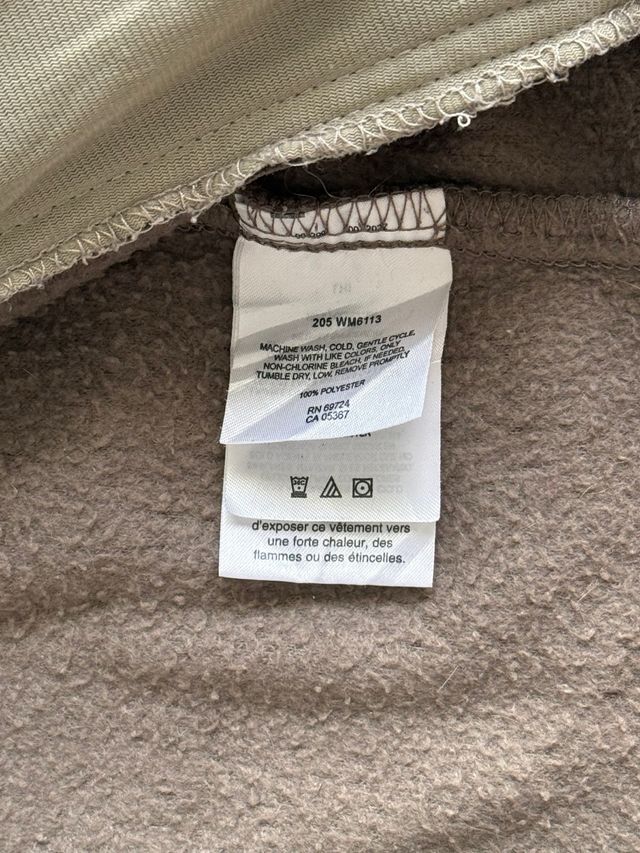 205 WM6113
MACHINE WASH, COLD, GENTLE CYCLE,
WASH WITH LIKE COLORS, ONLY
NON-CHLORINE BLEACH, IF NEEDED.
TUMBLE DRY, LOW, REMOVE PROMPTLY
100% POLYESTER
RN 69724
CA 05367
d'exposer ce vêtement vers
une forte chaleur, des
flammes ou des étincelles.